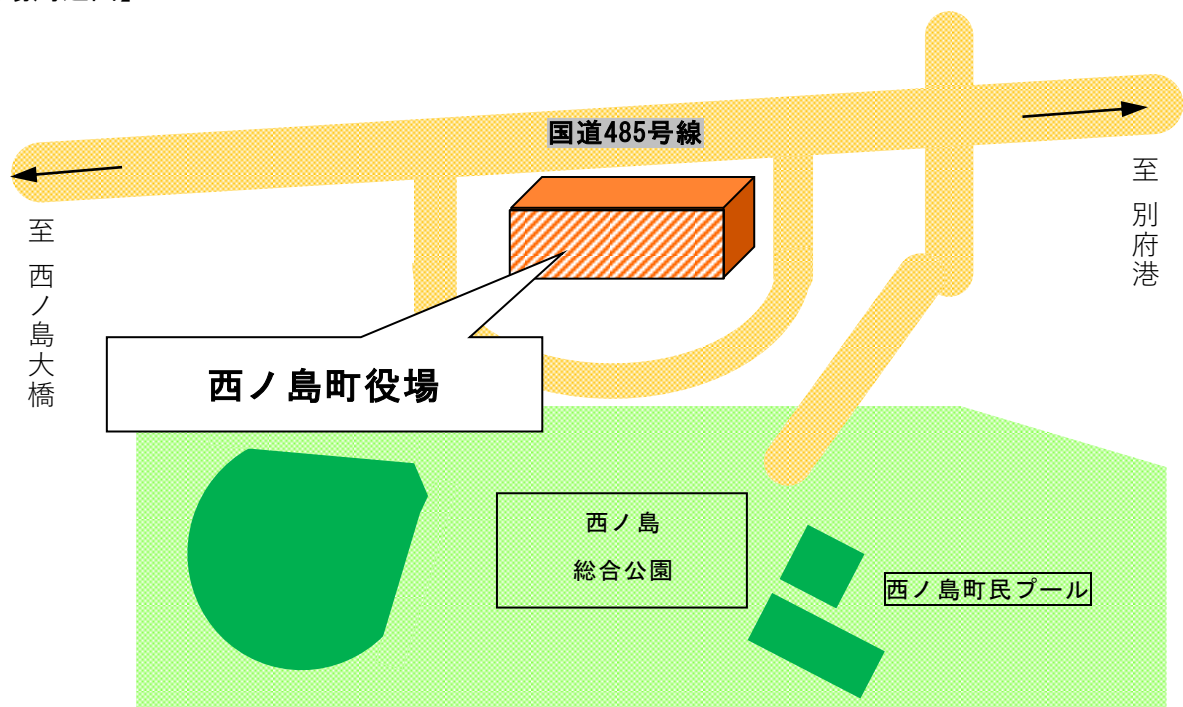 国道485号線
至 別府港
至 西ノ島大橋
西ノ島町役場
西ノ島
総合公園
西ノ島町民プール